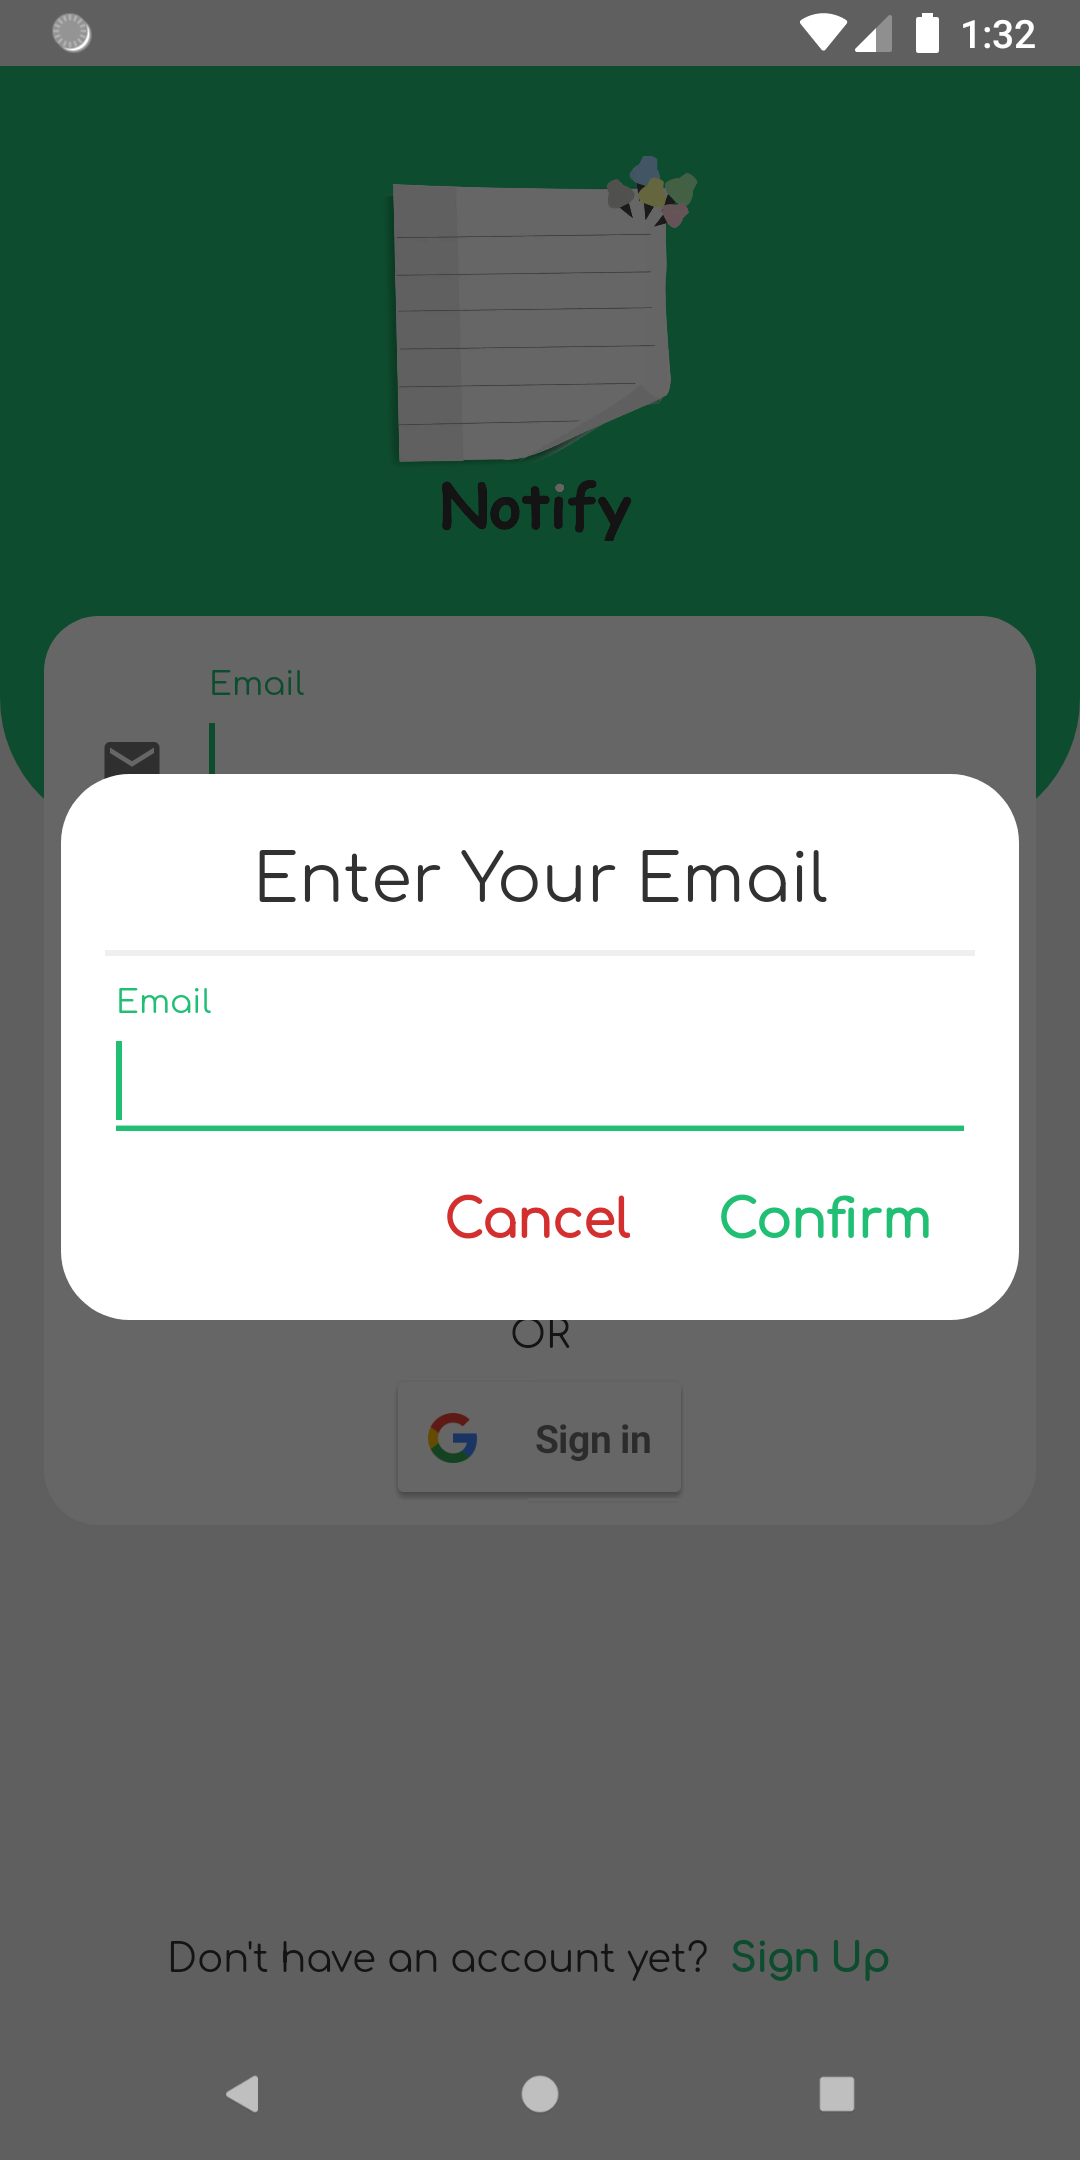 1:32
Notify
Email
Enter Your Email
Email
Cancel Confirm
OR
Sign in
Don't have an account yet? Sign Up